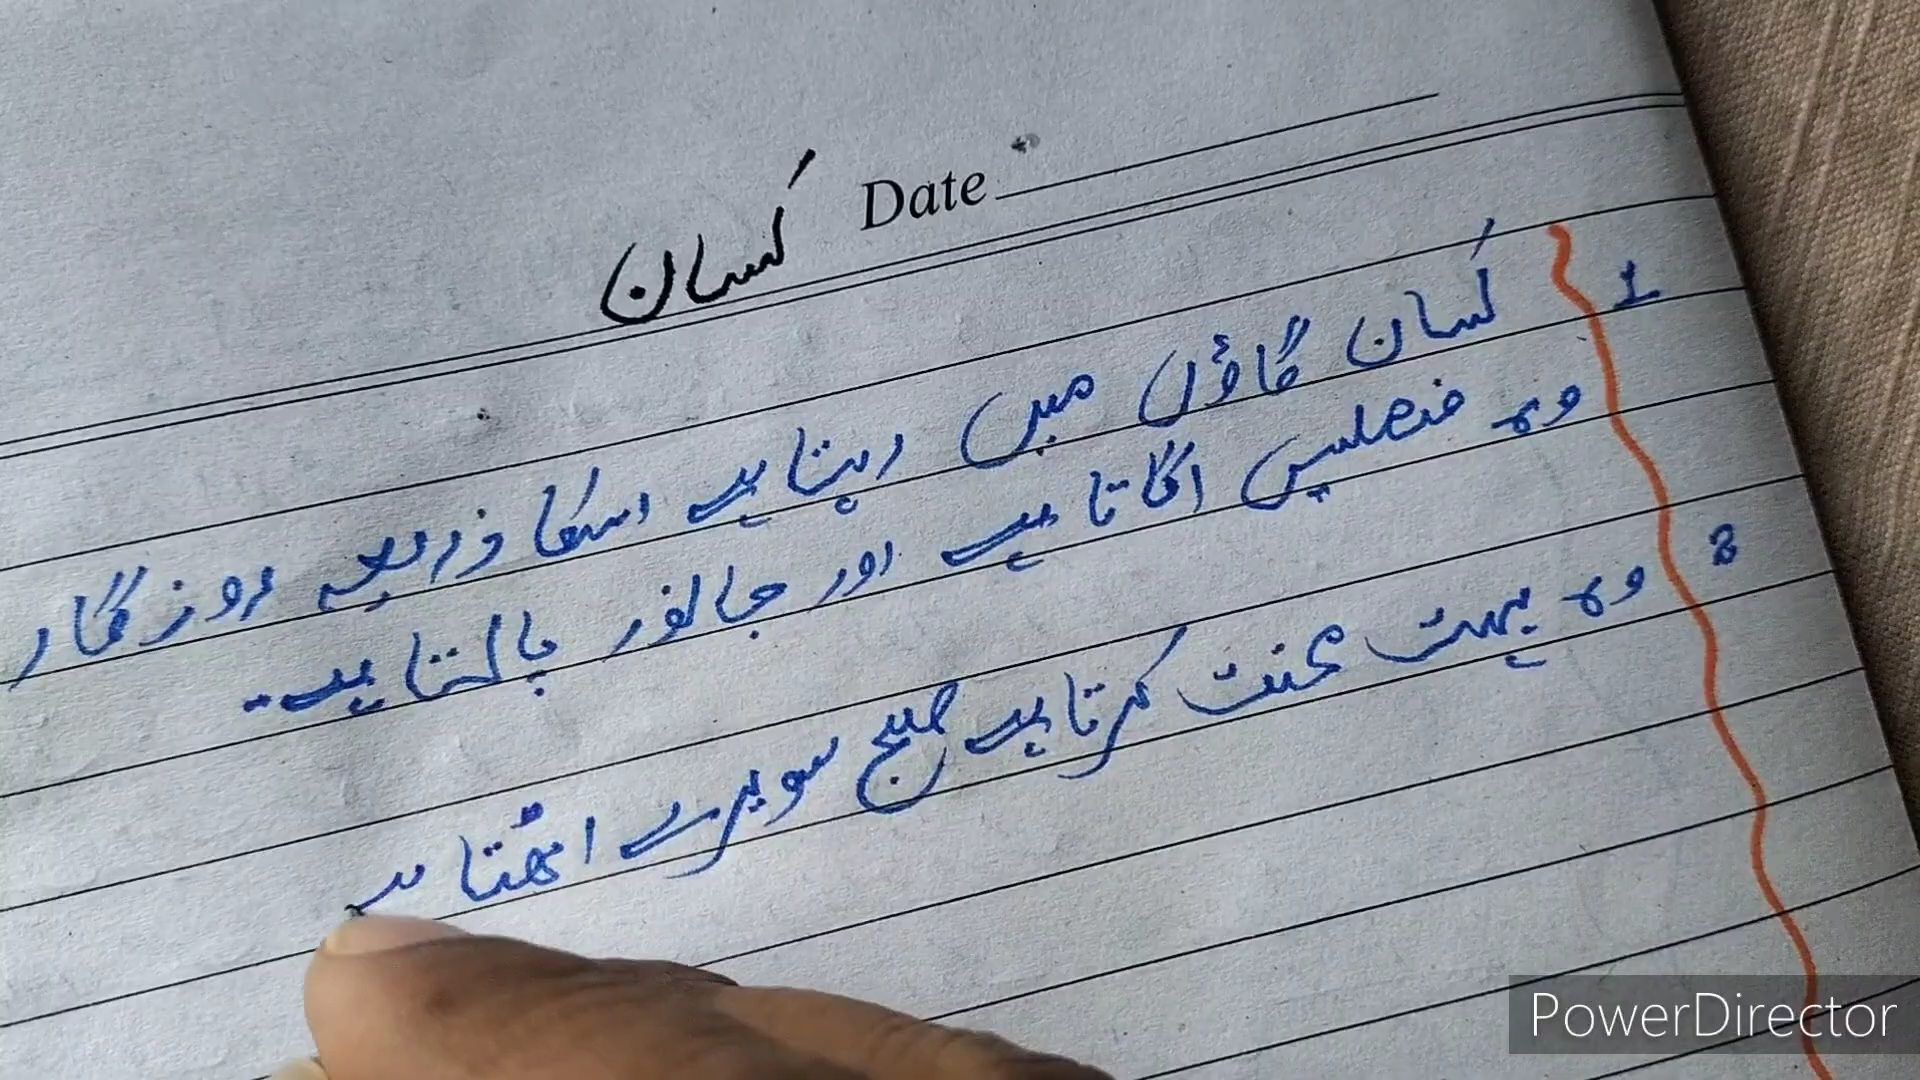 Date
کسان
1 کسان گاؤں میں رہتا ہے اسکا ذریعہ روزگار
وہ فصلیں اگاتا ہے اور جانور پالتا ہے۔
2 وہ بہت محنت کرتا ہے صبح سویرے اٹھتا ہے
PowerDirector